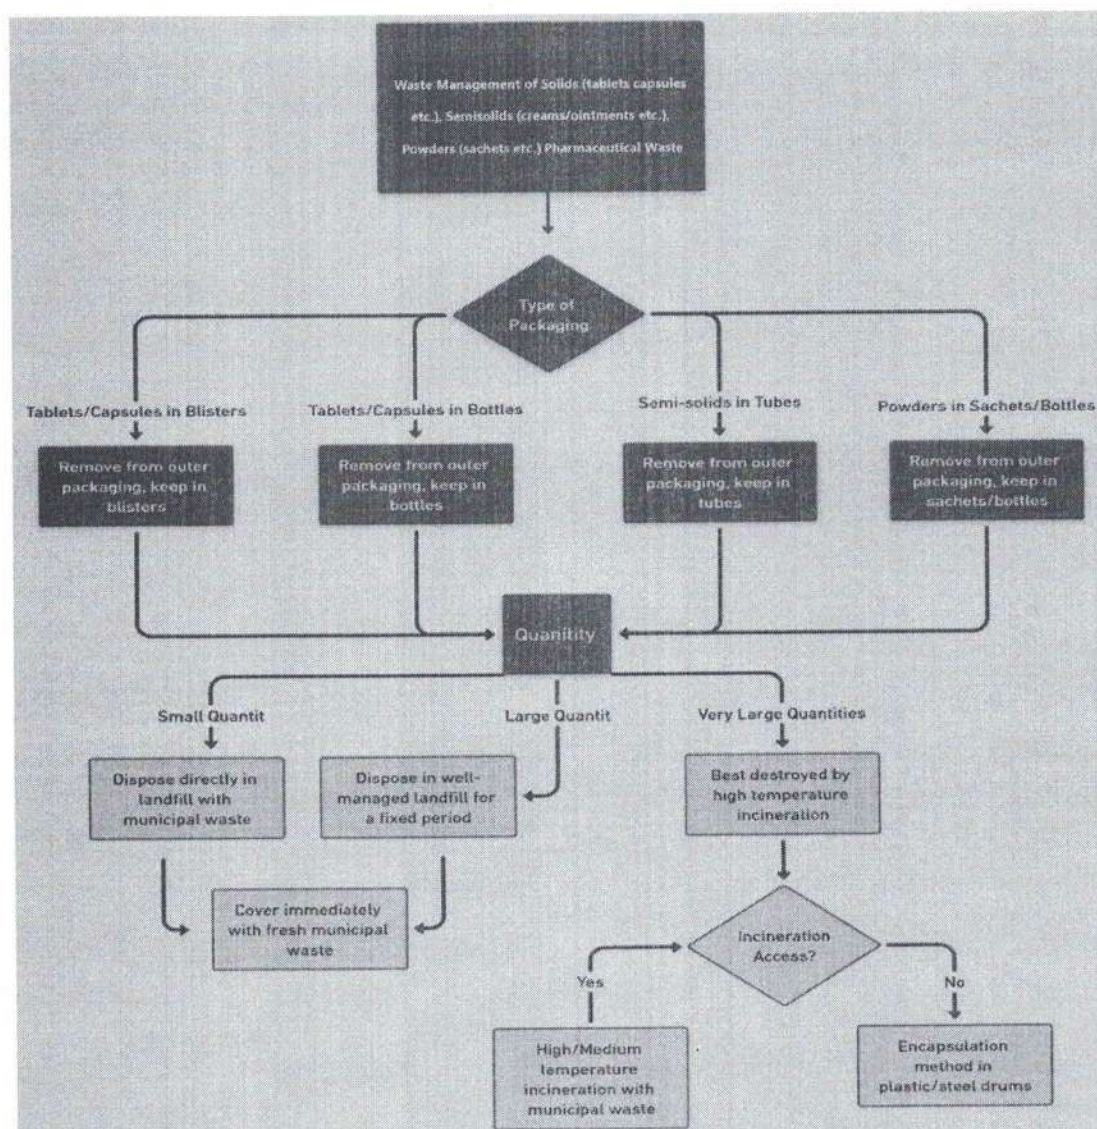 Waste Management of Solids (tablets capsules
etc.), Semisolids (creams/ointments etc.),
Powders (sachets etc.) Pharmaceutical Waste
Type of
Packaging
Tablets/Capsules in Blisters
Tablets/Capsules in Bottles
Semi-solids in Tubes
Powders in Sachets/Bottles
Remove from outer
packaging, keep in
blisters
Remove from outer
packaging, keep in
bottles
Remove from outer
packaging, keep in
tubes
Remove from outer
packaging, keep in
sachets/bottles
Quanitity
Small Quantit
Large Quantit
Very Large Quantities
Dispose directly in
landfill with
municipal waste
Dispose in well-
managed landfill for
a fixed period
Best destroyed by
high temperature
incineration
Cover immediately
with fresh municipal
waste
Incineration
Access?
Yes
No
High/Medium
temperature
incineration with
municipal waste
Encapsulation
method in
plastic/steel drums